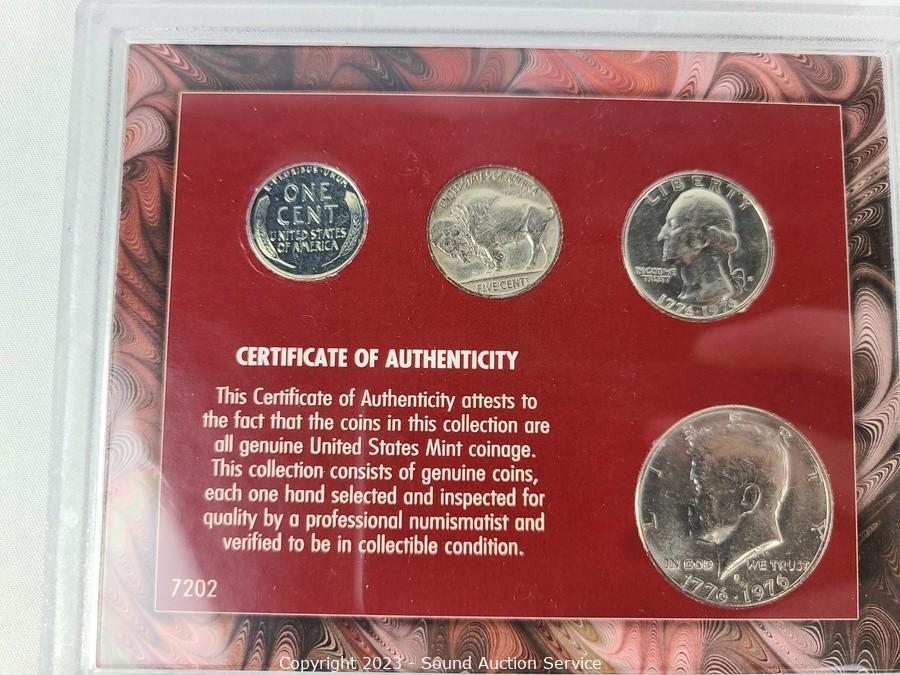 E·PLURIBUS·UNUM
ONE
CENT
UNITED STATES
OF AMERICA
UNITED STATES OF AMERICA
FIVE CENTS
LIBERTY
IN GOD WE
TRUST
1776·1976
CERTIFICATE OF AUTHENTICITY
This Certificate of Authenticity attests to
the fact that the coins in this collection are
all genuine United States Mint coinage.
This collection consists of genuine coins,
each one hand selected and inspected for
quality by a professional numismatist and
verified to be in collectible condition.
7202
LIBERTY
IN GOD WE TRUST
1776·1976
Copyright 2023 - Sound Auction Service